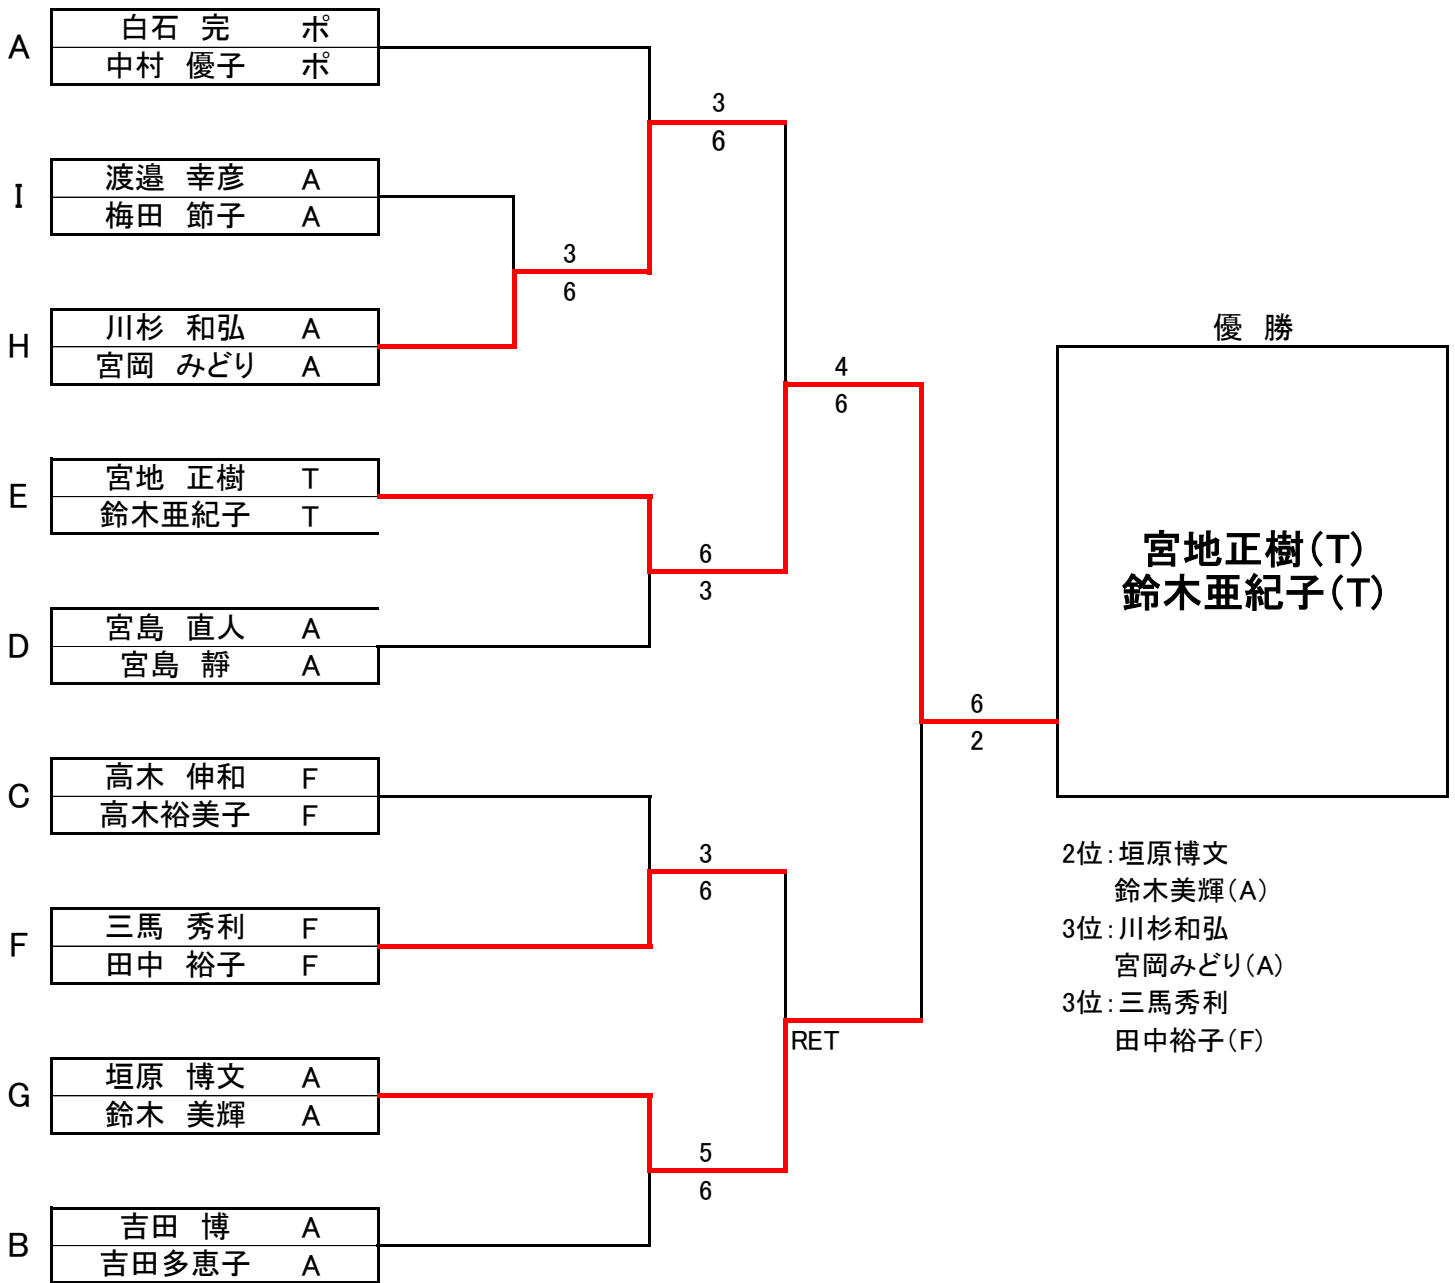 A
白石 完 ポ
中村 優子 ポ
3
6
I
渡邉 幸彦 A
梅田 節子 A
3
6
H
川杉 和弘 A
宮岡 みどり A
優 勝
4
6
E
宮地 正樹 T
鈴木亜紀子 T
宮地正樹(T)
鈴木亜紀子(T)
6
3
D
宮島 直人 A
宮島 靜 A
6
2
C
高木 伸和 F
高木裕美子 F
3
6
2位:垣原博文
鈴木美輝(A)
3位:川杉和弘
宮岡みどり(A)
3位:三馬秀利
田中裕子(F)
F
三馬 秀利 F
田中 裕子 F
RET
G
垣原 博文 A
鈴木 美輝 A
5
6
B
吉田 博 A
吉田多恵子 A